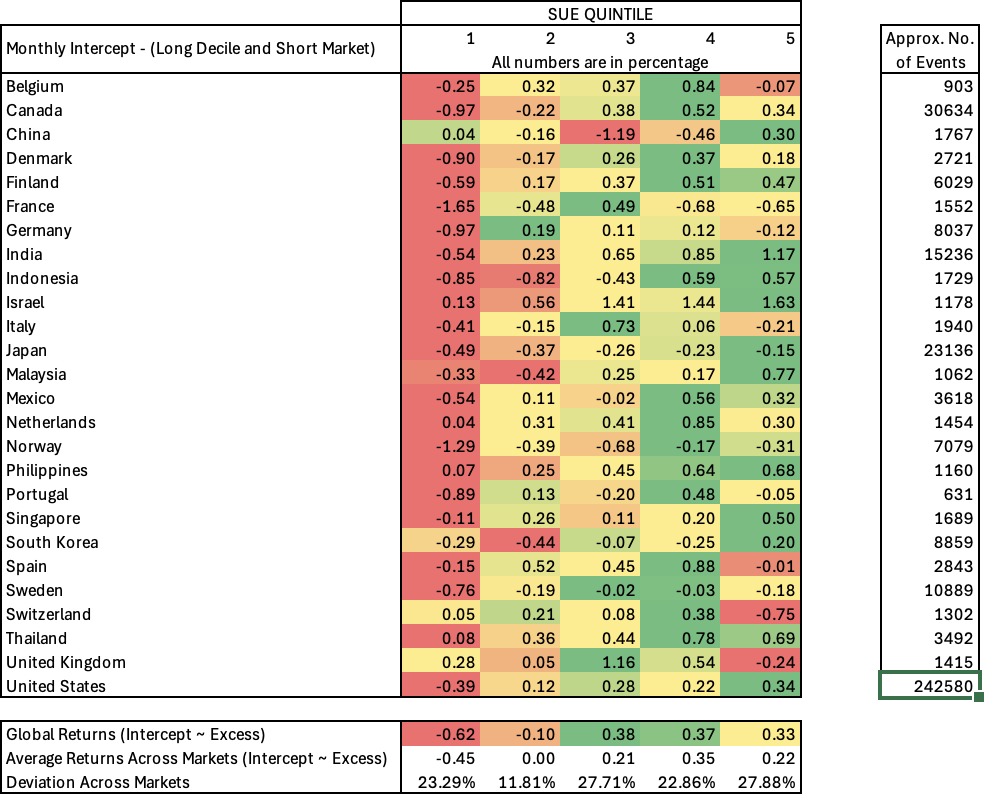 SUE QUINTILE
Monthly Intercept - (Long Decile and Short Market) 1 2 3 4 5 Approx. No.
All numbers are in percentage of Events
Belgium -0.25 0.32 0.37 0.84 -0.07 903
Canada -0.97 -0.22 0.38 0.52 0.34 30634
China 0.04 -0.16 -1.19 -0.46 0.30 1767
Denmark -0.90 -0.17 0.26 0.37 0.18 2721
Finland -0.59 0.17 0.37 0.51 0.47 6029
France -1.65 -0.48 0.49 -0.68 -0.65 1552
Germany -0.97 0.19 0.11 0.12 -0.12 8037
India -0.54 0.23 0.65 0.85 1.17 15236
Indonesia -0.85 -0.82 -0.43 0.59 0.57 1729
Israel 0.13 0.56 1.41 1.44 1.63 1178
Italy -0.41 -0.15 0.73 0.06 -0.21 1940
Japan -0.49 -0.37 -0.26 -0.23 -0.15 23136
Malaysia -0.33 -0.42 0.25 0.17 0.77 1062
Mexico -0.54 0.11 -0.02 0.56 0.32 3618
Netherlands 0.04 0.31 0.41 0.85 0.30 1454
Norway -1.29 -0.39 -0.68 -0.17 -0.31 7079
Philippines 0.07 0.25 0.45 0.64 0.68 1160
Portugal -0.89 0.13 -0.20 0.48 -0.05 631
Singapore -0.11 0.26 0.11 0.20 0.50 1689
South Korea -0.29 -0.44 -0.07 -0.25 0.20 8859
Spain -0.15 0.52 0.45 0.88 -0.01 2843
Sweden -0.76 -0.19 -0.02 -0.03 -0.18 10889
Switzerland 0.05 0.21 0.08 0.38 -0.75 1302
Thailand 0.08 0.36 0.44 0.78 0.69 3492
United Kingdom 0.28 0.05 1.16 0.54 -0.24 1415
United States -0.39 0.12 0.28 0.22 0.34 242580
Global Returns (Intercept ~ Excess) -0.62 -0.10 0.38 0.37 0.33
Average Returns Across Markets (Intercept ~ Excess) -0.45 0.00 0.21 0.35 0.22
Deviation Across Markets 23.29% 11.81% 27.71% 22.86% 27.88%